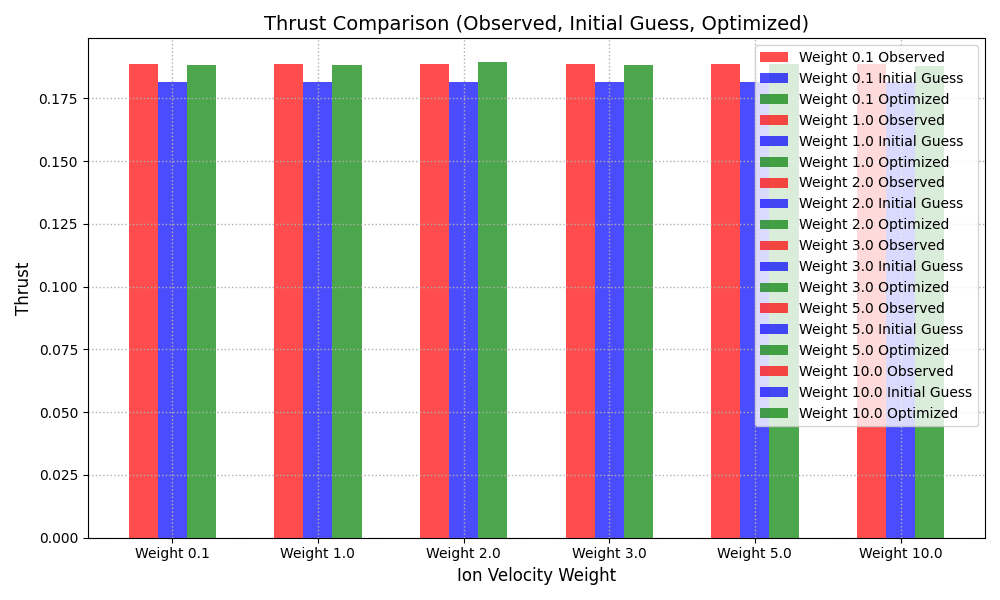 Thrust Comparison (Observed, Initial Guess, Optimized)
Thrust
0.175
0.150
0.125
0.100
0.075
0.050
0.025
0.000
Weight 0.1 Observed
Weight 0.1 Initial Guess
Weight 0.1 Optimized
Weight 1.0 Observed
Weight 1.0 Initial Guess
Weight 1.0 Optimized
Weight 2.0 Observed
Weight 2.0 Initial Guess
Weight 2.0 Optimized
Weight 3.0 Observed
Weight 3.0 Initial Guess
Weight 3.0 Optimized
Weight 5.0 Observed
Weight 5.0 Initial Guess
Weight 5.0 Optimized
Weight 10.0 Observed
Weight 10.0 Initial Guess
Weight 10.0 Optimized
Weight 0.1 Weight 1.0 Weight 2.0 Weight 3.0 Weight 5.0 Weight 10.0
Ion Velocity Weight